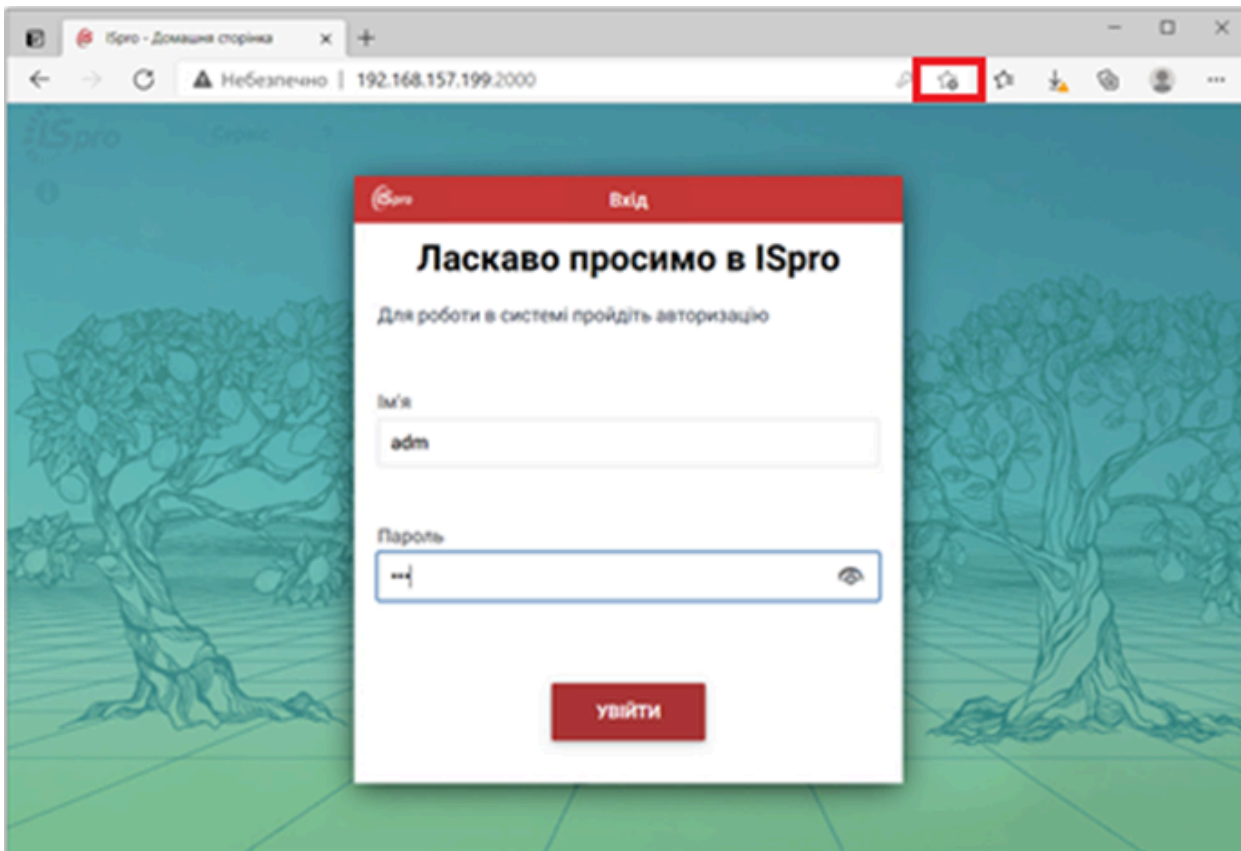 ISpro - Домашня сторінка
Небезпечно | 192.168.157.199:2000
ISpro Сервіс ?
ISpro Вхід
Ласкаво просимо в ISpro
Для роботи в системі пройдіть авторизацію
Ім'я
adm
Пароль
•••
УВІЙТИ